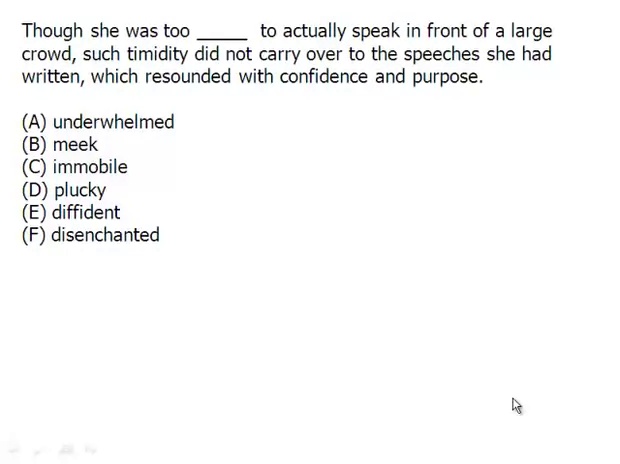 Though she was too _____ to actually speak in front of a large
crowd, such timidity did not carry over to the speeches she had
written, which resounded with confidence and purpose.
(A) underwhelmed
(B) meek
(C) immobile
(D) plucky
(E) diffident
(F) disenchanted